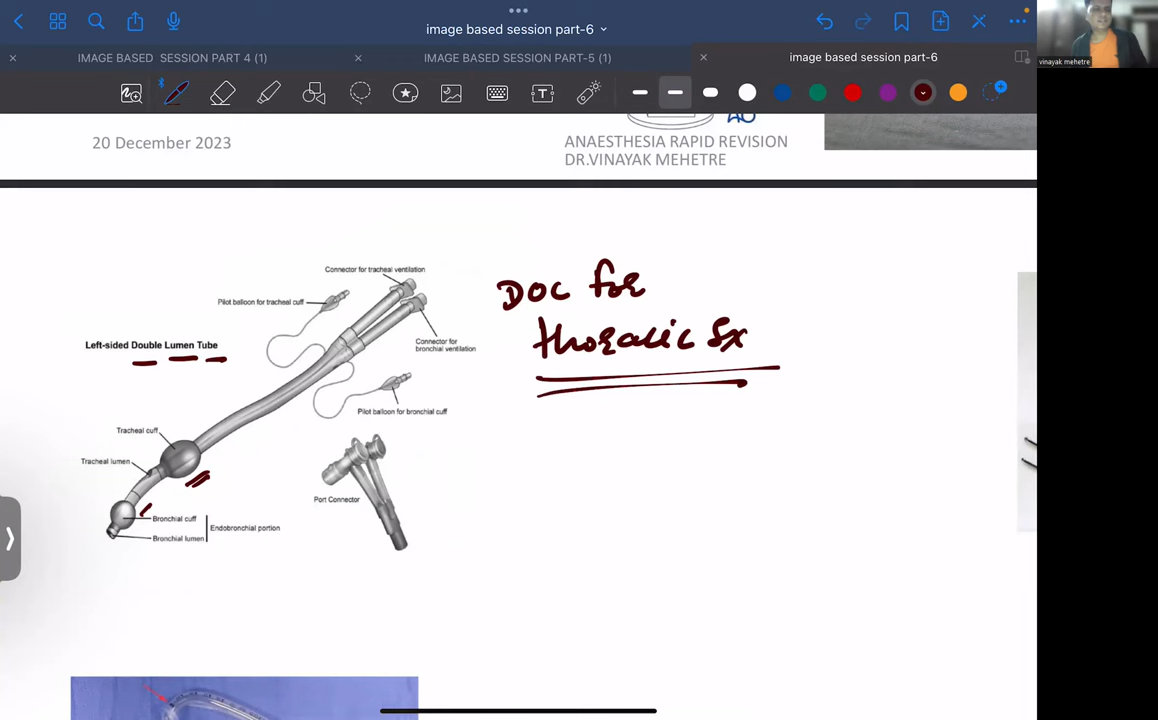 image based session part-6
IMAGE BASED SESSION PART 4 (1)
IMAGE BASED SESSION PART-5 (1)
image based session part-6
vinayak mehetre
20 December 2023
ANAESTHESIA RAPID REVISION
DR.VINAYAK MEHETRE
Connector for tracheal ventilation
Pilot balloon for tracheal cuff
Left-sided Double Lumen Tube
Connector for
bronchial ventilation
Pilot balloon for bronchial cuff
Tracheal cuff
Tracheal lumen
Port Connector
Bronchial cuff
Endobronchial portion
Bronchial lumen
DOC for
thoracic Sx